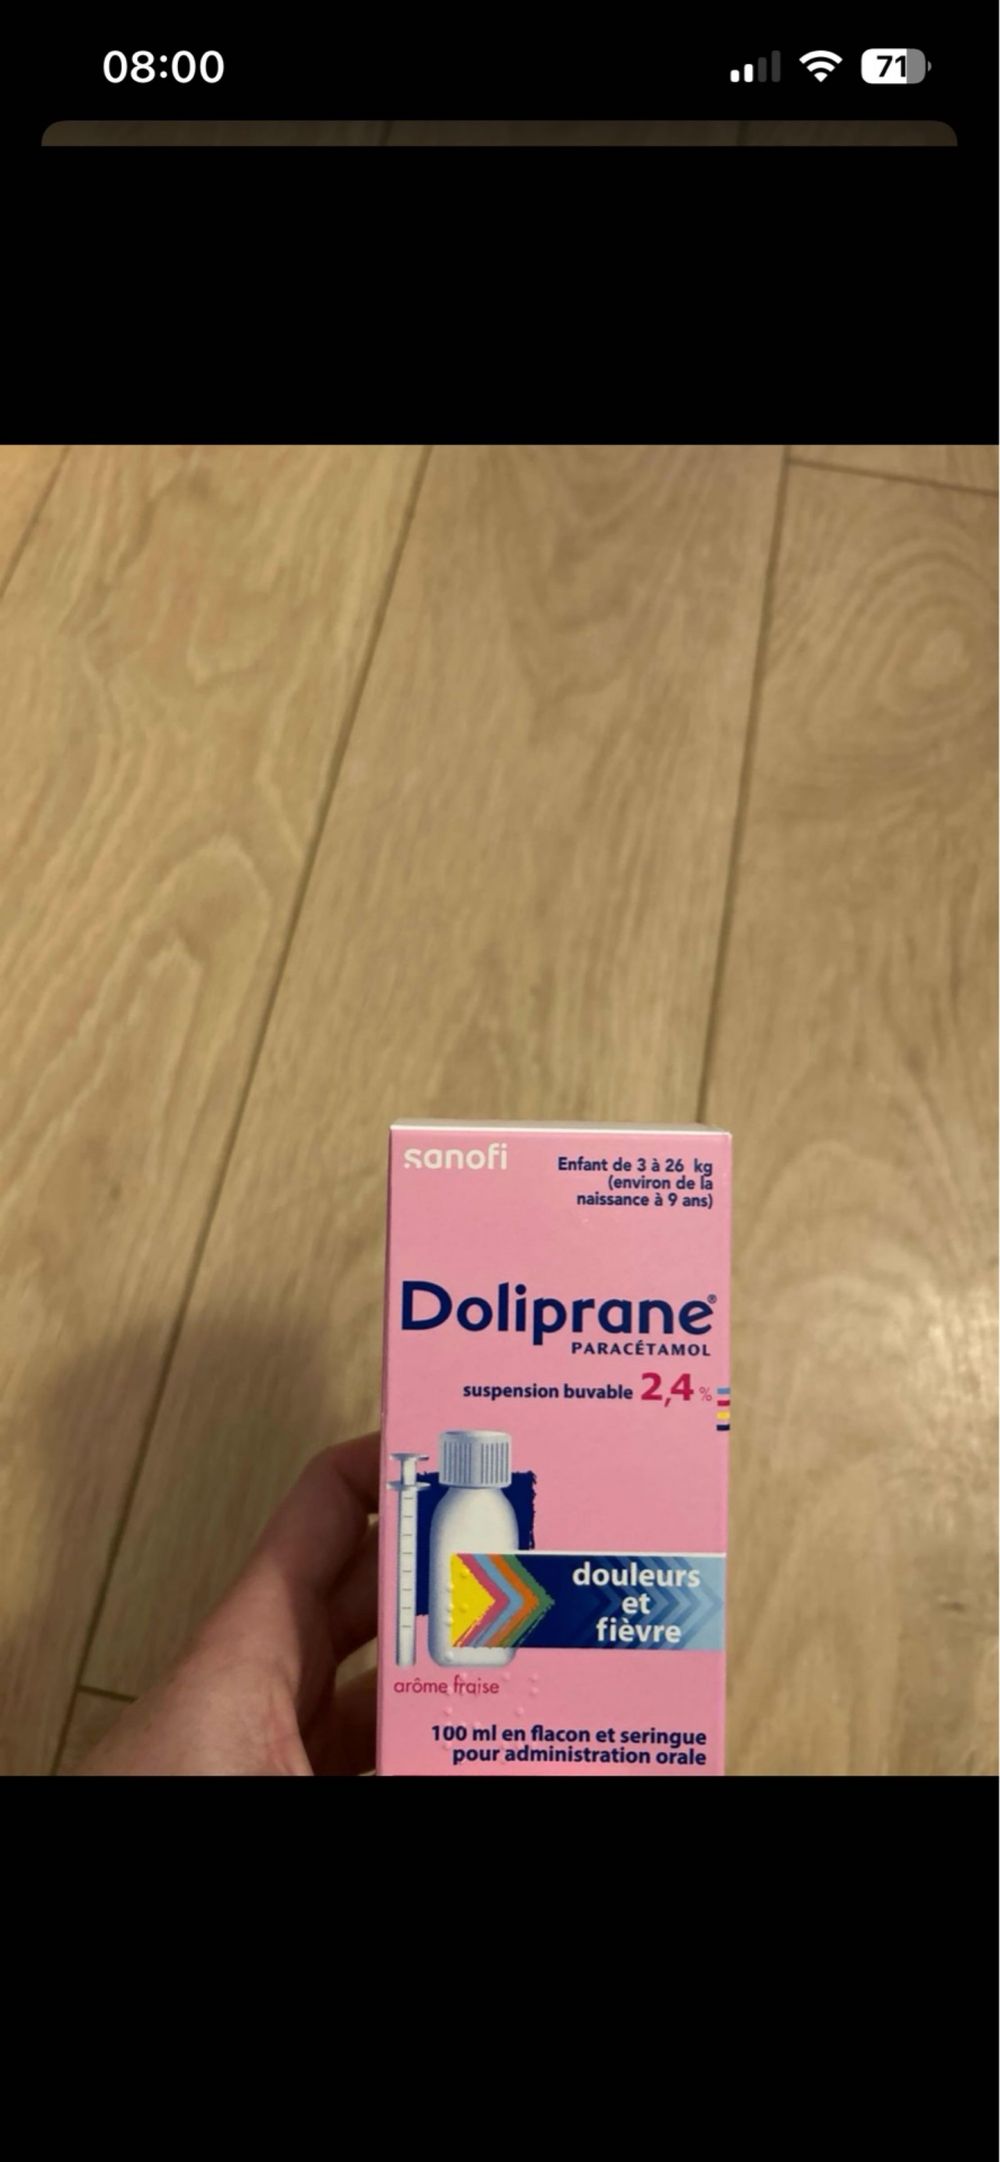 08:00
71
sanofi
Enfant de 3 à 26 kg
(environ de la
naissance à 9 ans)
Doliprane®
PARACÉTAMOL
suspension buvable 2,4 %
douleurs
et
fièvre
arôme fraise
100 ml en flacon et seringue
pour administration orale